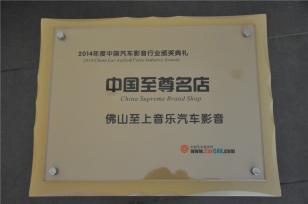 2014年度中国汽车影音行业颁奖典礼
2014 China Car Audio&Video Industry Awards
中国至尊名店
China Supreme Brand Shop
佛山至上音乐汽车影音